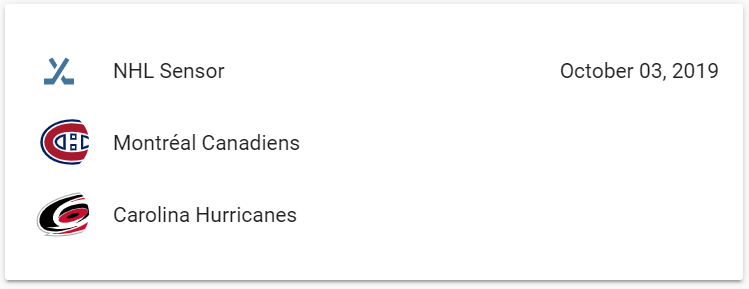 NHL Sensor October 03, 2019
Montréal Canadiens
Carolina Hurricanes